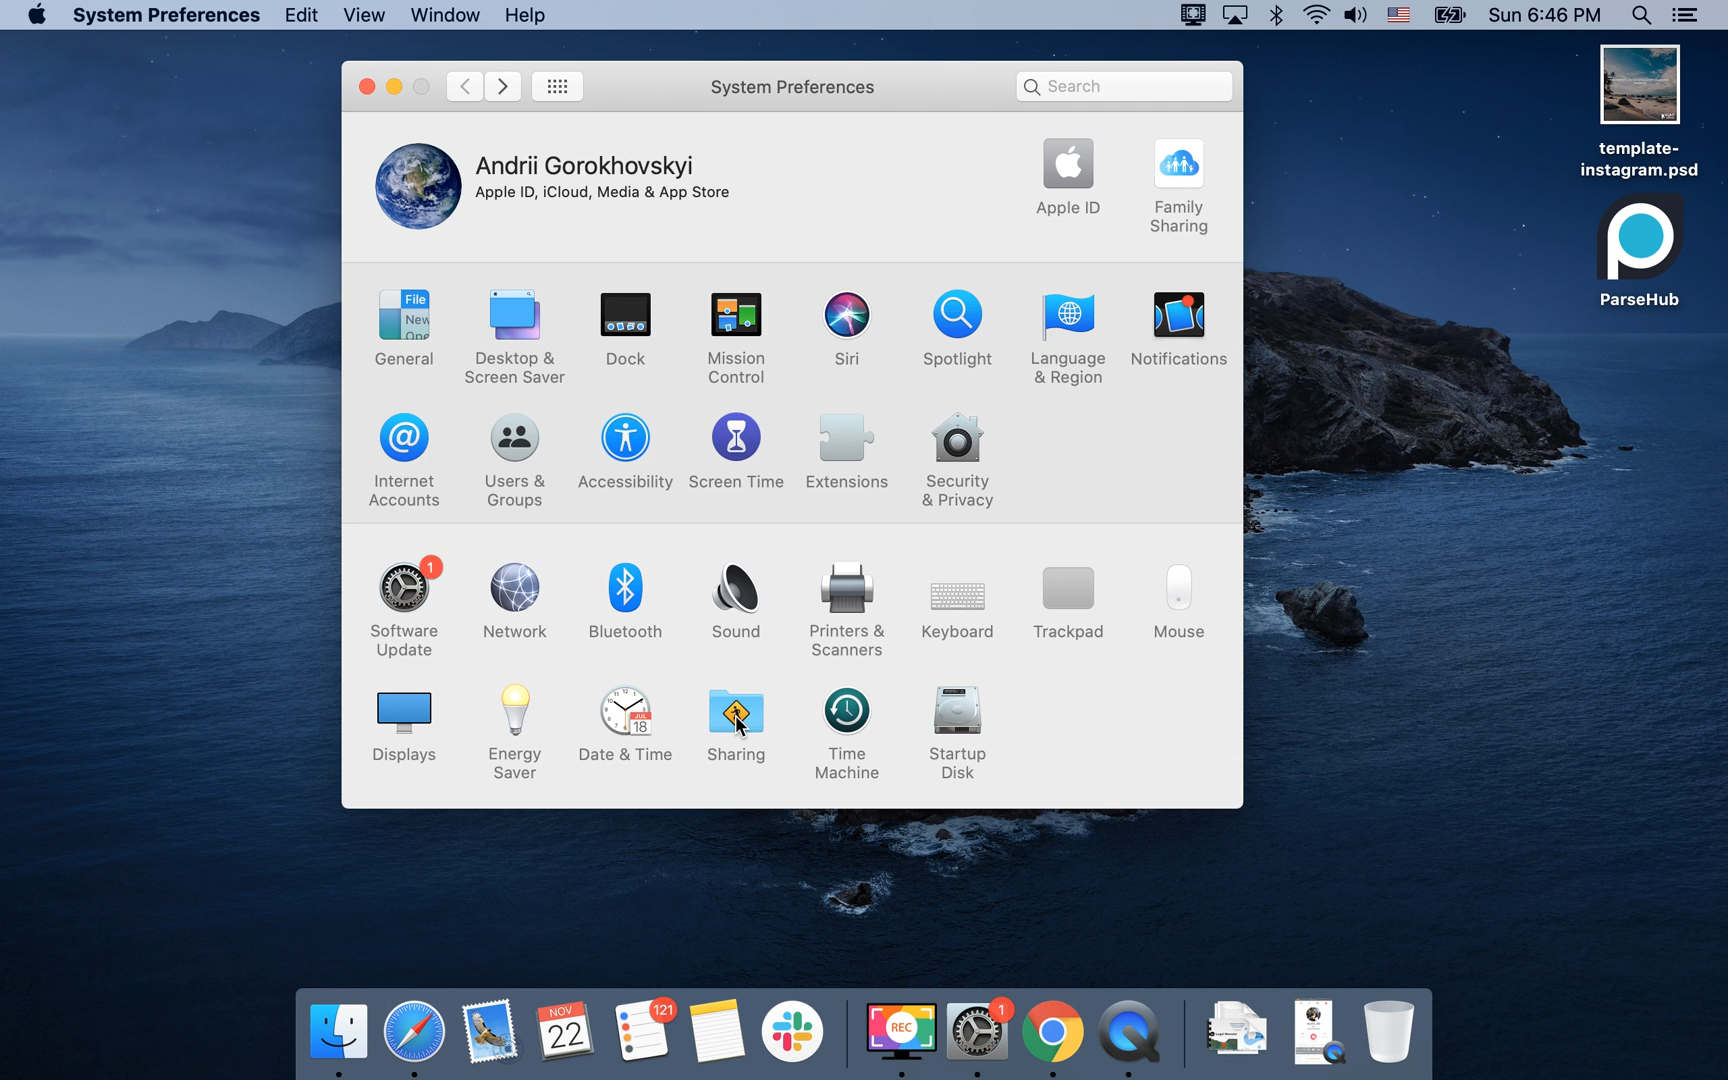 System Preferences Edit View Window Help Sun 6:46 PM
System Preferences
Search
Andrii Gorokhovskyi
Apple ID, iCloud, Media & App Store
Apple ID
Family
Sharing
File
New
Ope
General
Desktop &
Screen Saver
Dock
Mission
Control
Siri
Spotlight
Language
& Region
Notifications
@
Internet
Accounts
Users &
Groups
Accessibility
Screen Time
Extensions
Security
& Privacy
1
Software
Update
Network
Bluetooth
Sound
Printers &
Scanners
Keyboard
Trackpad
Mouse
Displays
Energy
Saver
JUL
18
Date & Time
Sharing
Time
Machine
Startup
Disk
template-
instagram.psd
ParseHub
NOV
22
121
REC
1